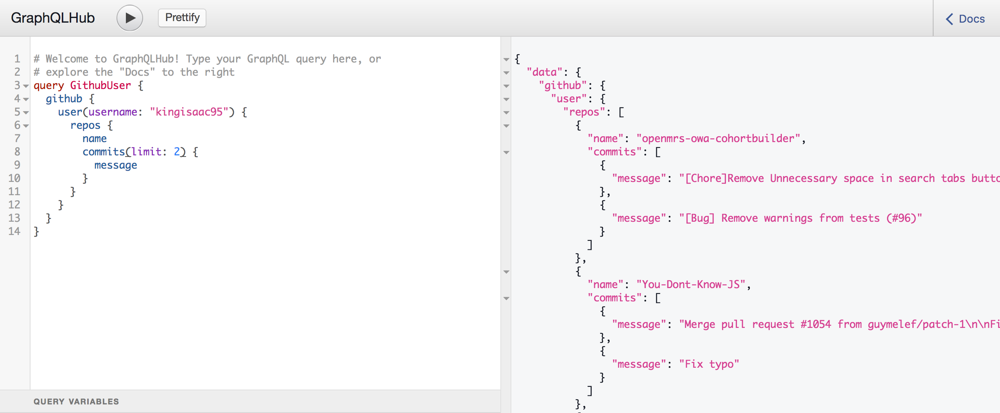 GraphQLHub
Prettify
Docs
1 # Welcome to GraphQLHub! Type your GraphQL query here, or
2 # explore the "Docs" to the right
3 query GithubUser {
4 github {
5 user(username: "kingisaac95") {
6 repos {
7 name
8 commits(limit: 2) {
9 message
10 }
11 }
12 }
13 }
14 }
QUERY VARIABLES
{
"data": {
"github": {
"user": {
"repos": [
{
"name": "openmrs-owa-cohortbuilder",
"commits": [
{
"message": "[Chore]Remove Unnecessary space in search tabs butto
},
{
"message": "[Bug] Remove warnings from tests (#96)"
}
]
},
{
"name": "You-Dont-Know-JS",
"commits": [
{
"message": "Merge pull request #1054 from guymelef/patch-1\n\nFi
},
{
"message": "Fix typo"
}
]
},